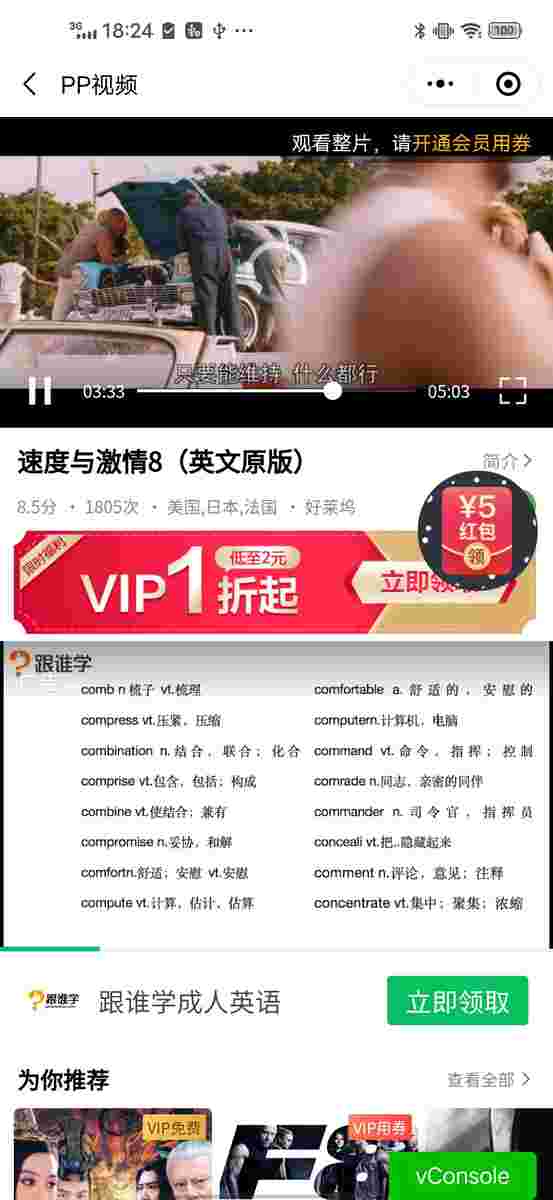 3G 18:24 100
PP视频
观看整片，请开通会员用券
只要能维持 什么都行
03:33 05:03
速度与激情8（英文原版）
简介
8.5分 · 1805次 · 美国,日本,法国 · 好莱坞
¥5
红包
领
限时福利
VIP1折起
低至2元
立即领取
跟谁学
comb n 梳子 vt.梳理
comfortable a. 舒适的，安慰的
compress vt.压紧，压缩
computern.计算机，电脑
combination n.结合，联合；化合
command vt.命令，指挥；控制
comprise vt.包含，包括；构成
comrade n.同志，亲密的同伴
combine vt.使结合；兼有
commander n. 司令官，指挥员
compromise n.妥协，和解
conceali vt.把..隐藏起来
comfortn.舒适；安慰 vt.安慰
comment n.评论，意见；注释
compute vt.计算，估计，估算
concentrate vt.集中；聚集；浓缩
跟谁学
跟谁学成人英语
立即领取
为你推荐
查看全部
VIP免费
VIP用券
F8
vConsole